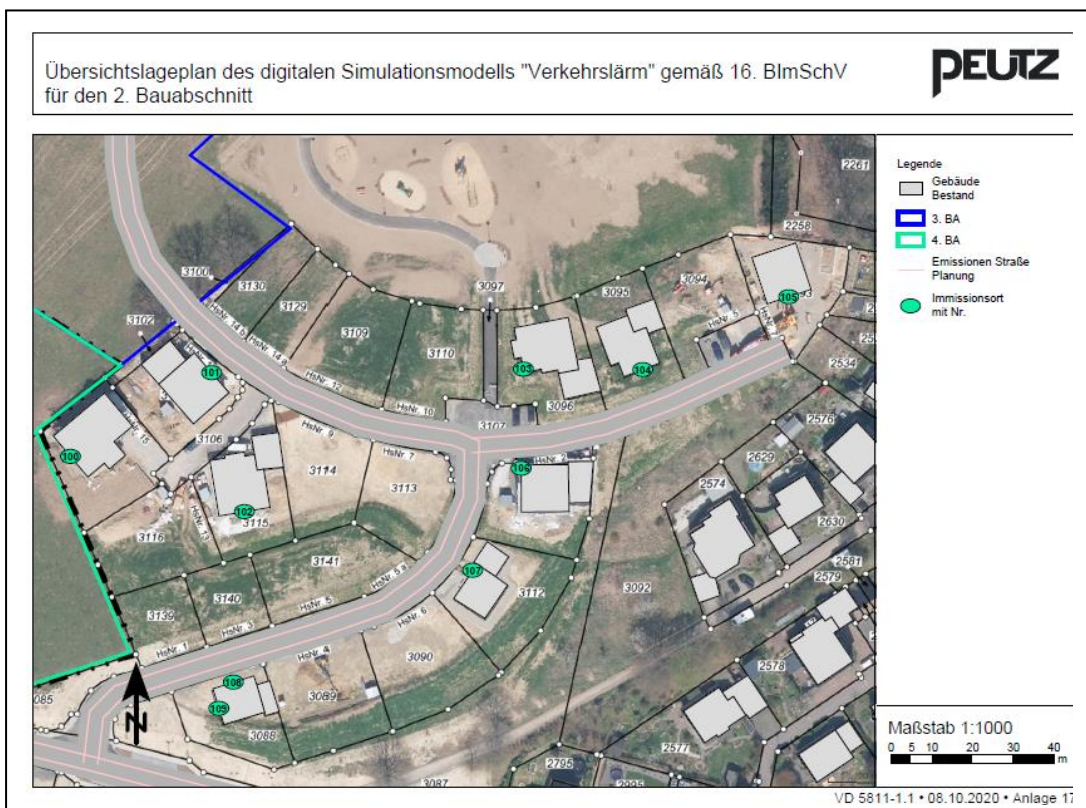 Übersichtslageplan des digitalen Simulationsmodells "Verkehrslärm" gemäß 16. BImSchV
für den 2. Bauabschnitt
PEUTZ
Legende
Gebäude
Bestand
3. BA
4. BA
Emissionen Straße
Planung
Immissionsort
mit Nr.
2261
2258
3100
3130
3097
3094
3095
3102
3129
3109
3110
HsNr. 14 b
HsNr. 14 a
HsNr. 12
HsNr. 10
HsNr. 5
105
103
104
101
3096
2534
3107
HsNr. 15
3106
HsNr. 9
HsNr. 7
HsNr. 2
2576
100
106
3114
3113
2629
2574
102
3115
3116
HsNr. 13
2630
3141
HsNr. 5 a
107
2581
2579
3139
3140
3112
3092
HsNr. 5
HsNr. 3
HsNr. 1
HsNr. 6
HsNr. 4
3090
2578
085
108
3089
109
N
3088
2577
2795
3087
Maßstab 1:1000
0 5 10 20 30 40
m
VD 5811-1.1 • 08.10.2020 • Anlage 17